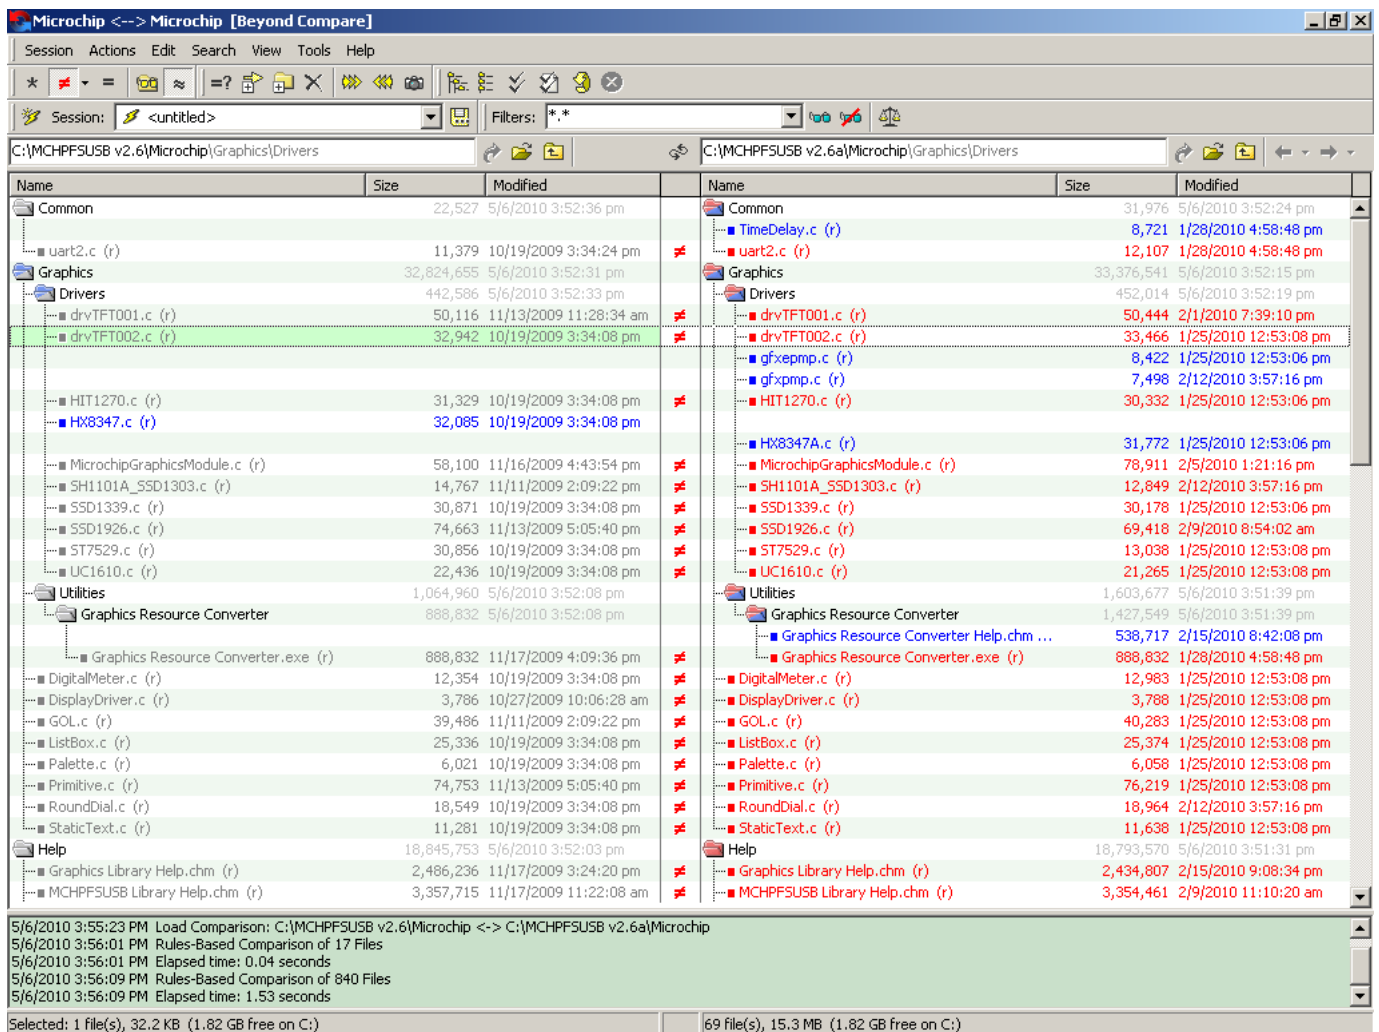 Microchip <--> Microchip [Beyond Compare]
Session Actions Edit Search View Tools Help
Session: <untitled> Filters: *.*
C:\MCHPFSUSB v2.6\Microchip\Graphics\Drivers C:\MCHPFSUSB v2.6a\Microchip\Graphics\Drivers
Name Size Modified Name Size Modified
Common 22,527 5/6/2010 3:52:36 pm Common 31,976 5/6/2010 3:52:24 pm
TimeDelay.c (r) 8,721 1/28/2010 4:58:48 pm
uart2.c (r) 11,379 10/19/2009 3:34:24 pm ≠ uart2.c (r) 12,107 1/28/2010 4:58:48 pm
Graphics 32,824,655 5/6/2010 3:52:31 pm Graphics 33,376,541 5/6/2010 3:52:15 pm
Drivers 442,586 5/6/2010 3:52:33 pm Drivers 452,014 5/6/2010 3:52:19 pm
drvTFT001.c (r) 50,116 11/13/2009 11:28:34 am ≠ drvTFT001.c (r) 50,444 2/1/2010 7:39:10 pm
drvTFT002.c (r) 32,942 10/19/2009 3:34:08 pm ≠ drvTFT002.c (r) 33,466 1/25/2010 12:53:08 pm
gfxepmp.c (r) 8,422 1/25/2010 12:53:06 pm
gfxpmp.c (r) 7,498 2/12/2010 3:57:16 pm
HIT1270.c (r) 31,329 10/19/2009 3:34:08 pm ≠ HIT1270.c (r) 30,332 1/25/2010 12:53:06 pm
HX8347.c (r) 32,085 10/19/2009 3:34:08 pm
HX8347A.c (r) 31,772 1/25/2010 12:53:06 pm
MicrochipGraphicsModule.c (r) 58,100 11/16/2009 4:43:54 pm ≠ MicrochipGraphicsModule.c (r) 78,911 2/5/2010 1:21:16 pm
SH1101A_SSD1303.c (r) 14,767 11/11/2009 2:09:22 pm ≠ SH1101A_SSD1303.c (r) 12,849 2/12/2010 3:57:16 pm
SSD1339.c (r) 30,871 10/19/2009 3:34:08 pm ≠ SSD1339.c (r) 30,178 1/25/2010 12:53:06 pm
SSD1926.c (r) 74,663 11/13/2009 5:05:40 pm ≠ SSD1926.c (r) 69,418 2/9/2010 8:54:02 am
ST7529.c (r) 30,856 10/19/2009 3:34:08 pm ≠ ST7529.c (r) 13,038 1/25/2010 12:53:08 pm
UC1610.c (r) 22,436 10/19/2009 3:34:08 pm ≠ UC1610.c (r) 21,265 1/25/2010 12:53:08 pm
Utilities 1,064,960 5/6/2010 3:52:08 pm Utilities 1,603,677 5/6/2010 3:51:39 pm
Graphics Resource Converter 888,832 5/6/2010 3:52:08 pm Graphics Resource Converter 1,427,549 5/6/2010 3:51:39 pm
Graphics Resource Converter Help.chm ... 538,717 2/15/2010 8:42:08 pm
Graphics Resource Converter.exe (r) 888,832 11/17/2009 4:09:36 pm ≠ Graphics Resource Converter.exe (r) 888,832 1/28/2010 4:58:48 pm
DigitalMeter.c (r) 12,354 10/19/2009 3:34:08 pm ≠ DigitalMeter.c (r) 12,983 1/25/2010 12:53:08 pm
DisplayDriver.c (r) 3,786 10/27/2009 10:06:28 am ≠ DisplayDriver.c (r) 3,788 1/25/2010 12:53:08 pm
GOL.c (r) 39,486 11/11/2009 2:09:22 pm ≠ GOL.c (r) 40,283 1/25/2010 12:53:08 pm
ListBox.c (r) 25,336 10/19/2009 3:34:08 pm ≠ ListBox.c (r) 25,374 1/25/2010 12:53:08 pm
Palette.c (r) 6,021 10/19/2009 3:34:08 pm ≠ Palette.c (r) 6,058 1/25/2010 12:53:08 pm
Primitive.c (r) 74,753 11/13/2009 5:05:40 pm ≠ Primitive.c (r) 76,219 1/25/2010 12:53:08 pm
RoundDial.c (r) 18,549 10/19/2009 3:34:08 pm ≠ RoundDial.c (r) 18,964 2/12/2010 3:57:16 pm
StaticText.c (r) 11,281 10/19/2009 3:34:08 pm ≠ StaticText.c (r) 11,638 1/25/2010 12:53:08 pm
Help 18,845,753 5/6/2010 3:52:03 pm Help 18,793,570 5/6/2010 3:51:31 pm
Graphics Library Help.chm (r) 2,486,236 11/17/2009 3:24:20 pm ≠ Graphics Library Help.chm (r) 2,434,807 2/15/2010 9:08:34 pm
MCHPFSUSB Library Help.chm (r) 3,357,715 11/17/2009 11:22:08 am ≠ MCHPFSUSB Library Help.chm (r) 3,354,461 2/9/2010 11:10:20 am
5/6/2010 3:55:23 PM Load Comparison: C:\MCHPFSUSB v2.6\Microchip <-> C:\MCHPFSUSB v2.6a\Microchip
5/6/2010 3:56:01 PM Rules-Based Comparison of 17 Files
5/6/2010 3:56:01 PM Elapsed time: 0.04 seconds
5/6/2010 3:56:09 PM Rules-Based Comparison of 840 Files
5/6/2010 3:56:09 PM Elapsed time: 1.53 seconds
Selected: 1 file(s), 32.2 KB (1.82 GB free on C:) 69 file(s), 15.3 MB (1.82 GB free on C:)